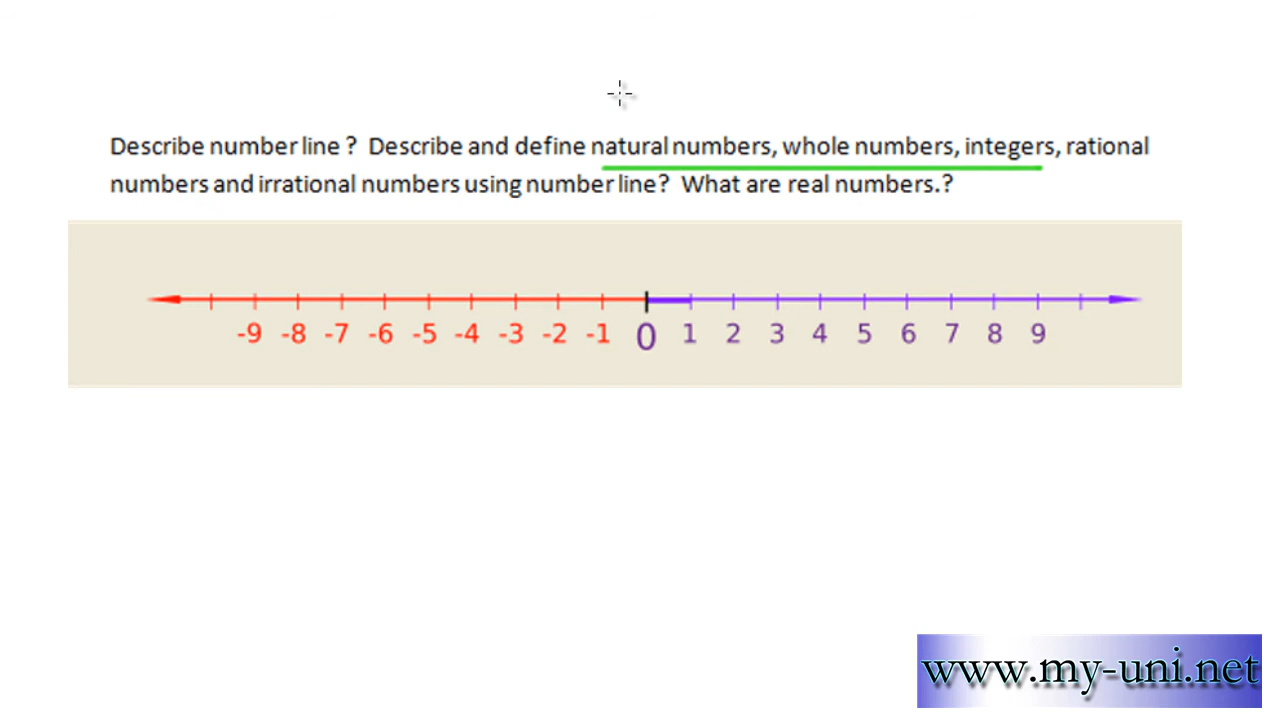 Describe number line ? Describe and define natural numbers, whole numbers, integers, rational
numbers and irrational numbers using number line? What are real numbers.?
-9 -8 -7 -6 -5 -4 -3 -2 -1 0 1 2 3 4 5 6 7 8 9
www.my-uni.net